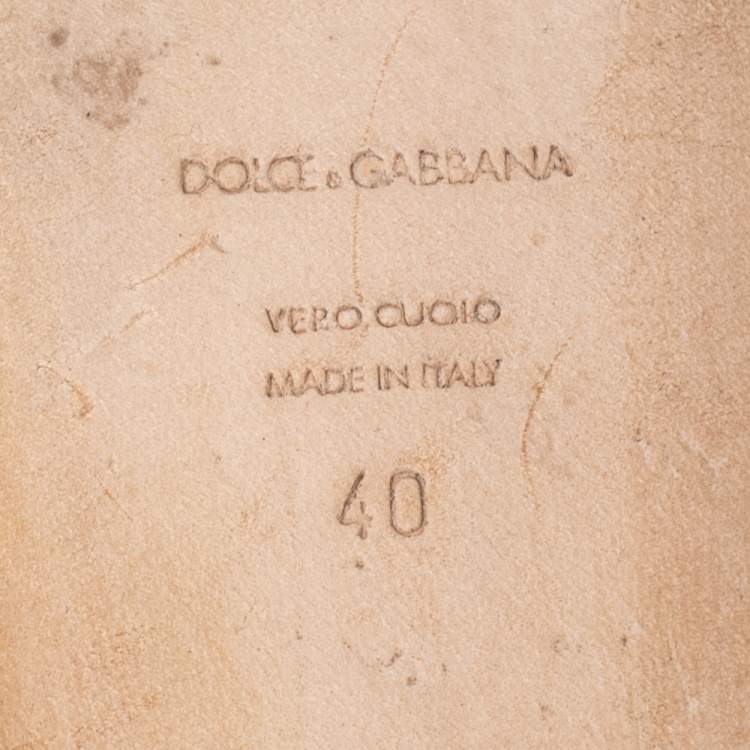 DOLCE & GABBANA
VERO CUOIO
MADE IN ITALY
40